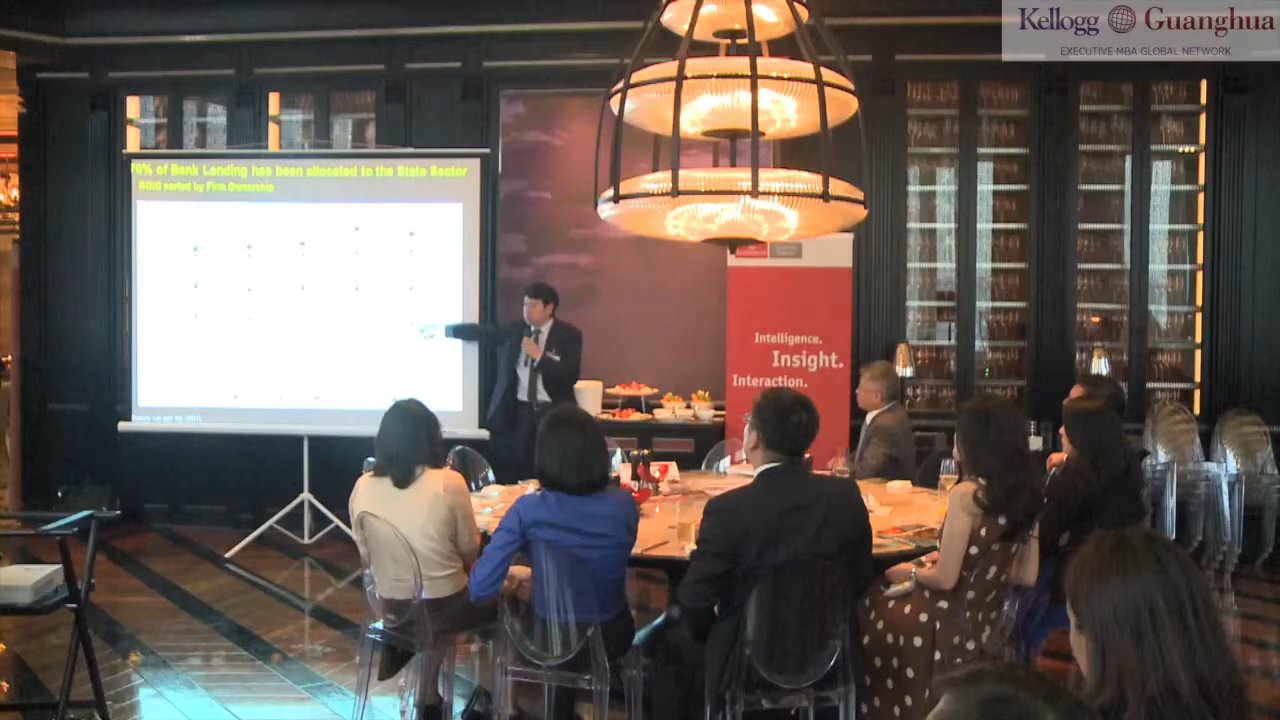 Kellogg Guanghua
EXECUTIVE MBA GLOBAL NETWORK
70% of Bank Lending has been allocated to the State Sector
ROIC sorted by Firm Ownership
Intelligence.
Insight.
Interaction.